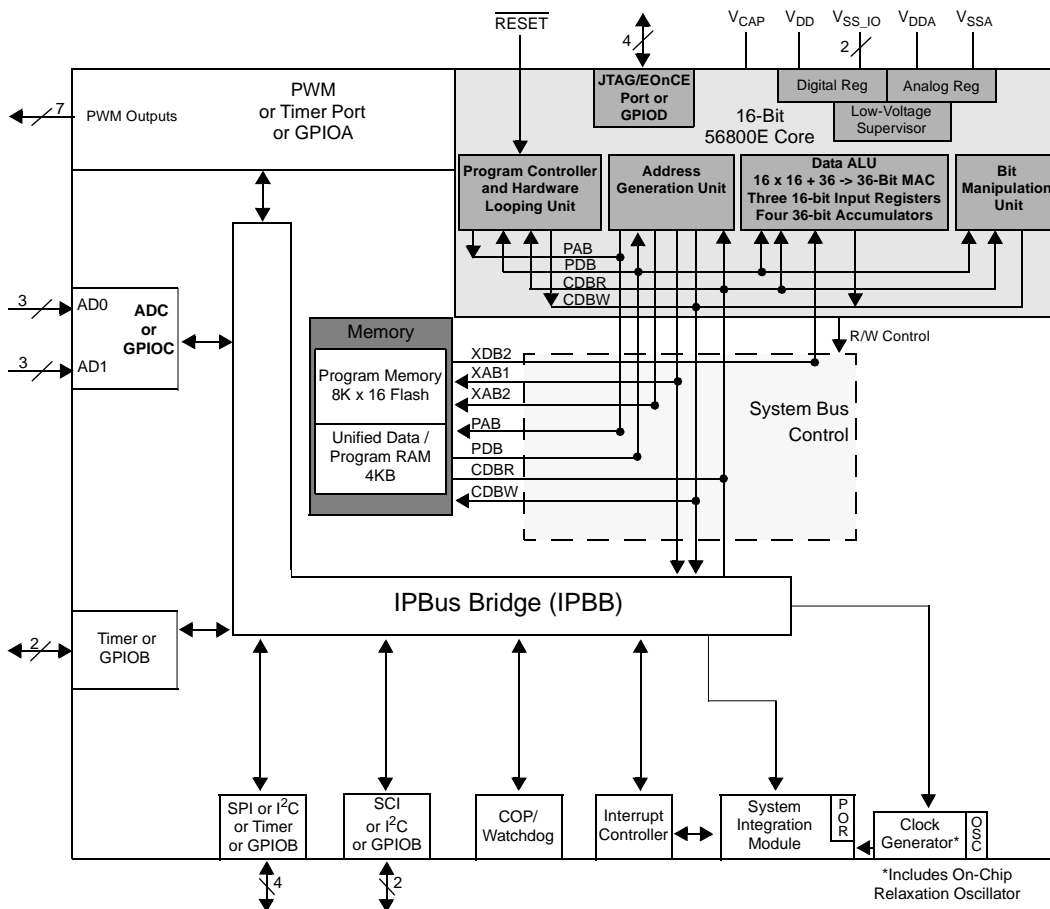 RESET
4
VCAP
VDD
VSS_IO
2
VDDA
VSSA
7
PWM Outputs
PWM
or Timer Port
or GPIOA
JTAG/EOnCE
Port or
GPIOD
16-Bit
56800E Core
Digital Reg
Analog Reg
Low-Voltage
Supervisor
Program Controller
and Hardware
Looping Unit
Address
Generation Unit
Data ALU
16 x 16 + 36 -> 36-Bit MAC
Three 16-bit Input Registers
Four 36-bit Accumulators
Bit
Manipulation
Unit
PAB
PDB
CDBR
CDBW
3
AD0
3
AD1
ADC
or
GPIOC
Memory
Program Memory
8K x 16 Flash
Unified Data /
Program RAM
4KB
XDB2
XAB1
XAB2
PAB
PDB
CDBR
CDBW
R/W Control
System Bus
Control
IPBus Bridge (IPBB)
2
Timer or
GPIOB
SPI or I2C
or Timer
or GPIOB
4
SCI
or I2C
or GPIOB
2
COP/
Watchdog
Interrupt
Controller
System
Integration
Module
POR
Clock
Generator*
OSC
*Includes On-Chip
Relaxation Oscillator